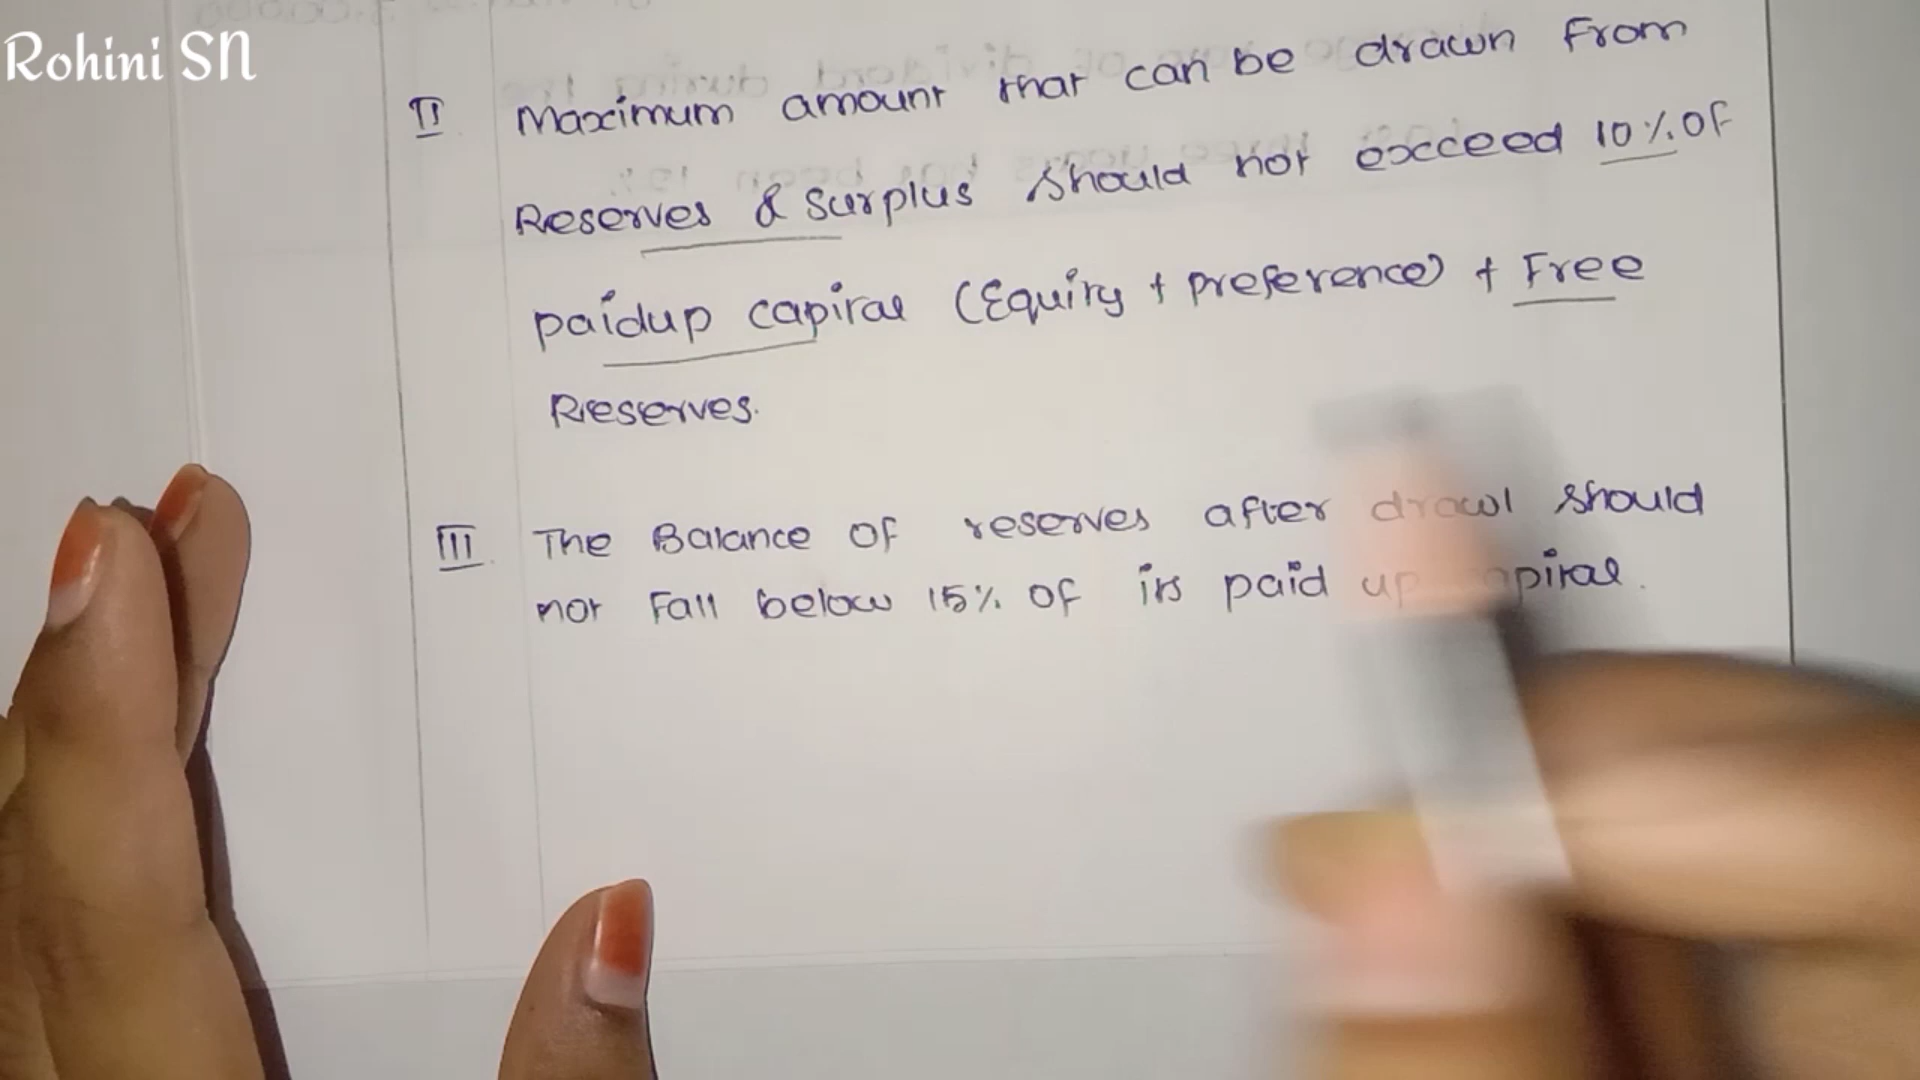 Rohini SN
II Maximum amount that can be drawn from
Reserves & surplus should not exceed 10% of
paidup capital (Equity + preference) + Free
Reserves.
III The Balance of reserves after drawl should
not Fall below 15% of its paid up capital.